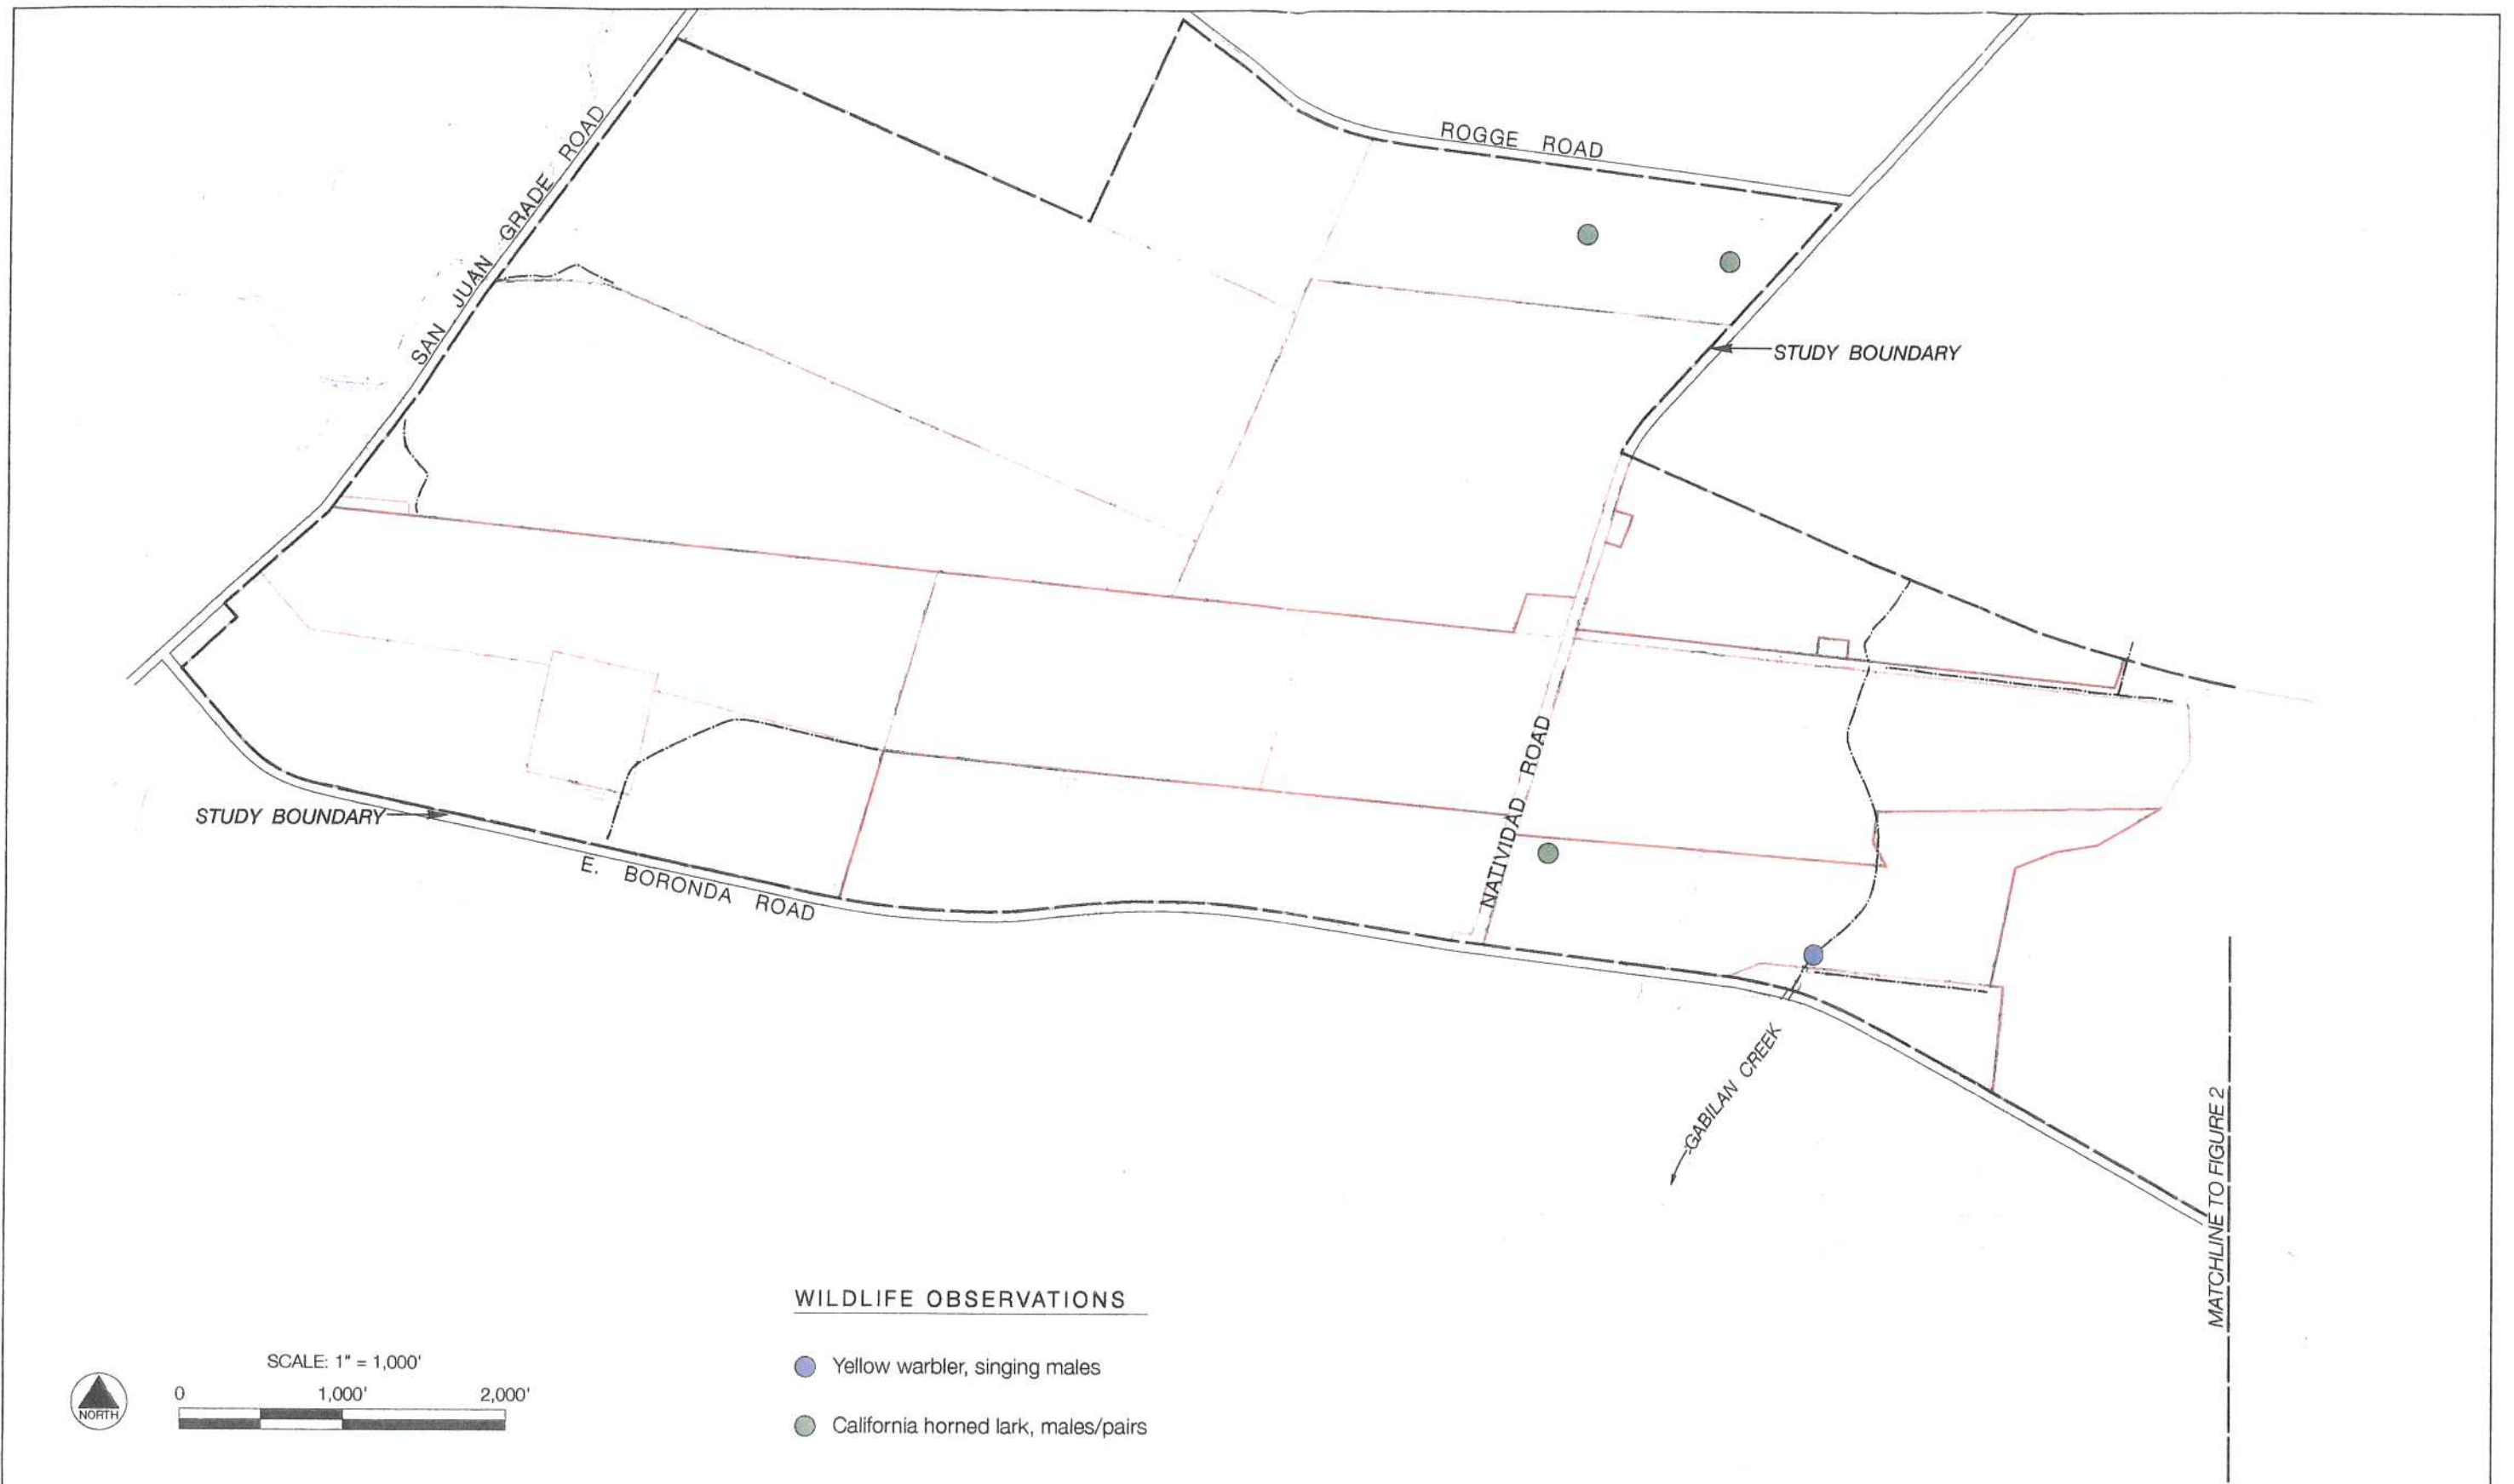 ROGGE ROAD
SAN JUAN GRADE ROAD
STUDY BOUNDARY
NATIVIDAD ROAD
STUDY BOUNDARY
E. BORONDA ROAD
GABILAN CREEK
MATCHLINE TO FIGURE 2
WILDLIFE OBSERVATIONS
Yellow warbler, singing males
California horned lark, males/pairs
SCALE: 1" = 1,000'
0 1,000' 2,000'
NORTH